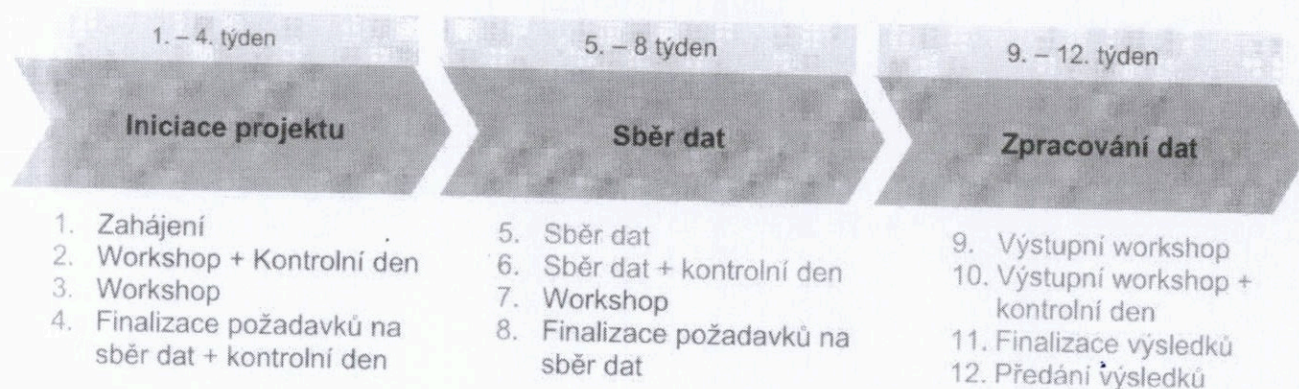 1. – 4. týden
Iniciace projektu
1. Zahájení
2. Workshop + Kontrolní den
3. Workshop
4. Finalizace požadavků na
sběr dat + kontrolní den
5. – 8 týden
Sběr dat
5. Sběr dat
6. Sběr dat + kontrolní den
7. Workshop
8. Finalizace požadavků na
sběr dat
9. – 12. týden
Zpracování dat
9. Výstupní workshop
10. Výstupní workshop +
kontrolní den
11. Finalizace výsledků
12. Předání výsledků